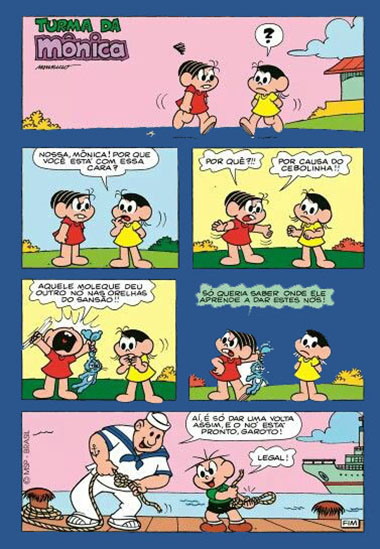 TURMA DA
MÔNICA
?
NOSSA, MÔNICA! POR QUE
VOCÊ ESTÁ COM ESSA
CARA?
POR QUÊ?!!
POR CAUSA DO
CEBOLINHA!!
AQUELE MOLEQUE DEU
OUTRO NÓ NAS ORELHAS
DO SANSÃO!!
SÓ QUERIA SABER ONDE ELE
APRENDE A DAR ESTES NÓS!
AÍ, É SÓ DAR UMA VOLTA
ASSIM, E O NÓ ESTÁ
PRONTO, GAROTO!
LEGAL!
© MSP - BRASIL
FIM